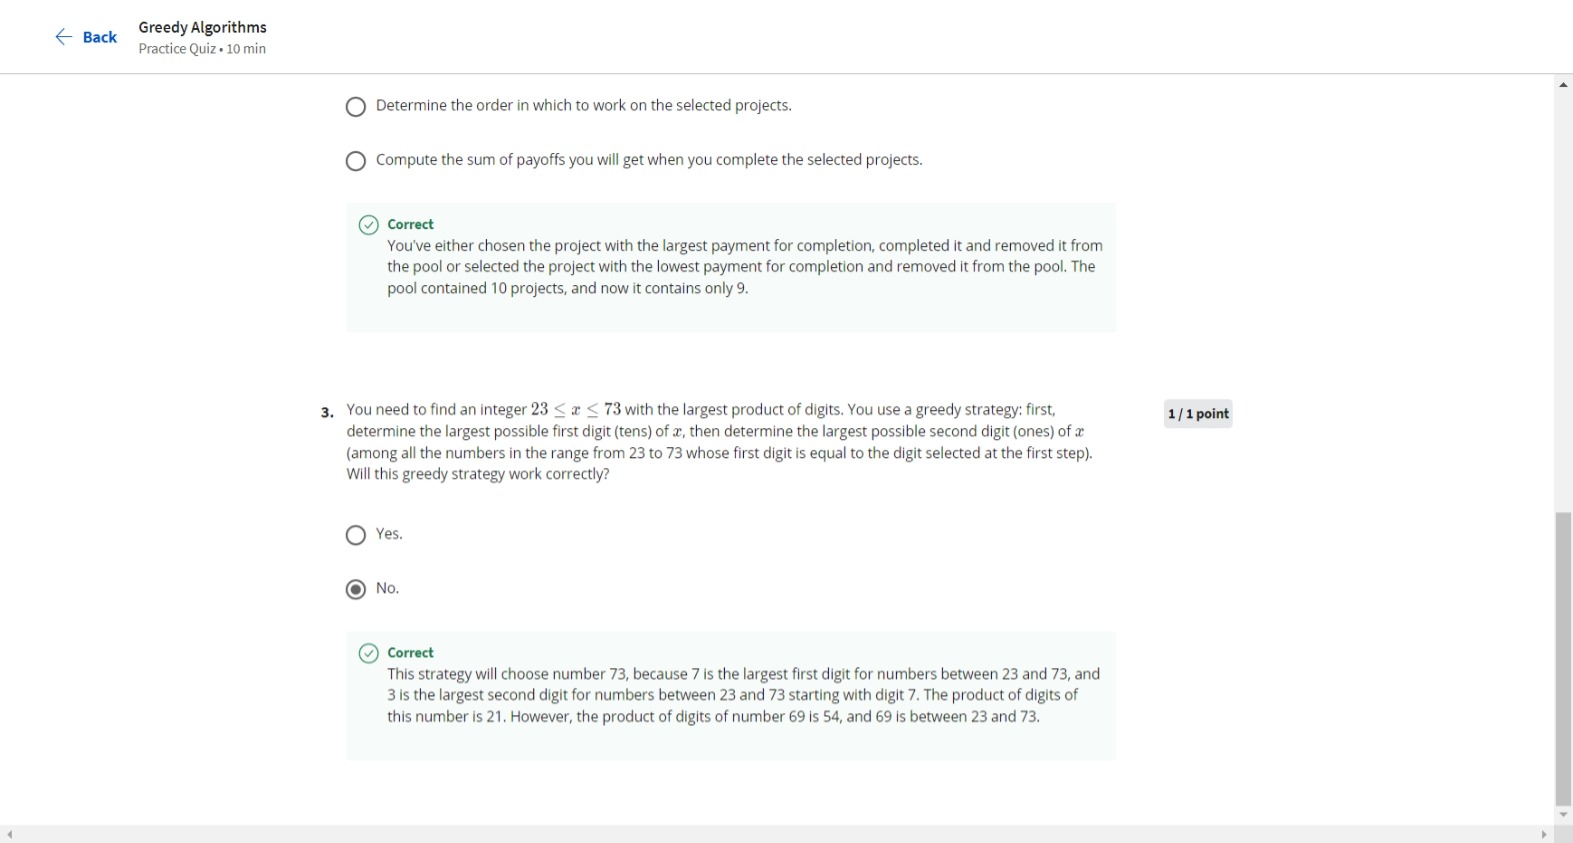 Back
Greedy Algorithms
Practice Quiz • 10 min
Determine the order in which to work on the selected projects.
Compute the sum of payoffs you will get when you complete the selected projects.
Correct
You've either chosen the project with the largest payment for completion, completed it and removed it from
the pool or selected the project with the lowest payment for completion and removed it from the pool. The
pool contained 10 projects, and now it contains only 9.
3. You need to find an integer 23 ≤ x ≤ 73 with the largest product of digits. You use a greedy strategy: first,
determine the largest possible first digit (tens) of x, then determine the largest possible second digit (ones) of x
(among all the numbers in the range from 23 to 73 whose first digit is equal to the digit selected at the first step).
Will this greedy strategy work correctly?
1 / 1 point
Yes.
No.
Correct
This strategy will choose number 73, because 7 is the largest first digit for numbers between 23 and 73, and
3 is the largest second digit for numbers between 23 and 73 starting with digit 7. The product of digits of
this number is 21. However, the product of digits of number 69 is 54, and 69 is between 23 and 73.